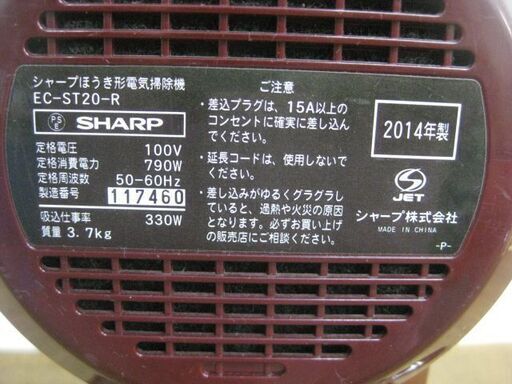 シャープほうき形電気掃除機
EC-ST20-R
PS E SHARP
定格電圧 100V
定格消費電力 790W
定格周波数 50-60Hz
製造番号 117460
吸込仕事率 330W
質量 3.7kg
ご注意
・差込プラグは、15A以上の
コンセントに確実に差し込ん
でください。
・延長コードは、使用しないで
ください。
・差し込みがゆるくグラグラ
していると、過熱や火災の原因
となります。必ずお買い上げ
の販売店にご相談ください。
2014年製
S
JET
シャープ株式会社
MADE IN CHINA
-P-